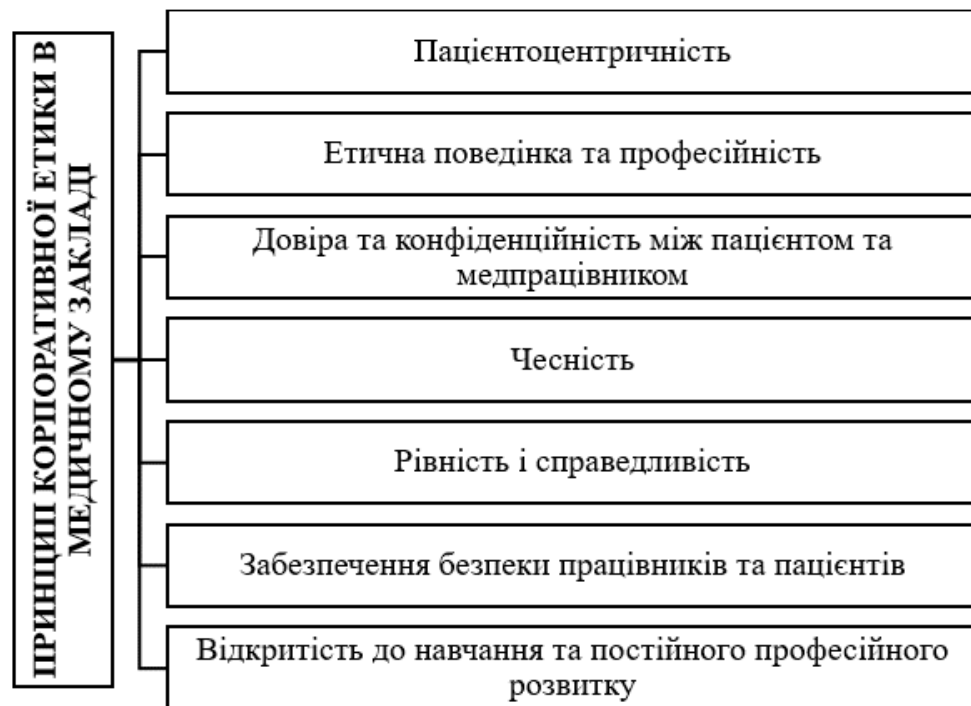 ПРИНЦИП КОРПОРАТИВНОЇ ЕТИКИ В
МЕДИЧНОМУ ЗАКЛАДІ
Пацієнтоцентричність
Етична поведінка та професійність
Довіра та конфіденційність між пацієнтом та
медпрацівником
Чесність
Рівність і справедливість
Забезпечення безпеки працівників та пацієнтів
Відкритість до навчання та постійного професійного
розвитку